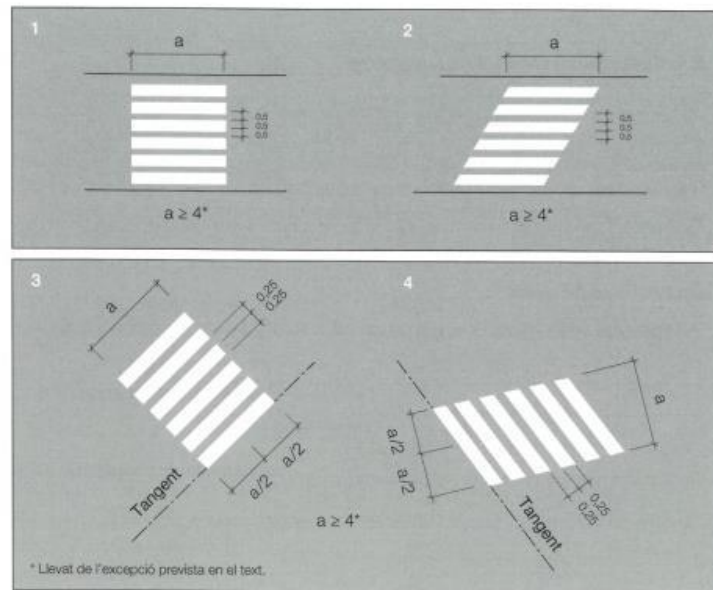 1
a
0.5
0.5
0.5
a ≥ 4*
2
a
0.5
0.5
0.5
a ≥ 4*
3
a
0,25
0,25
a/2
a/2
Tangent
a ≥ 4*
4
a
a/2
a/2
0,25
0,25
Tangent
* Llevat de l'excepció prevista en el text.